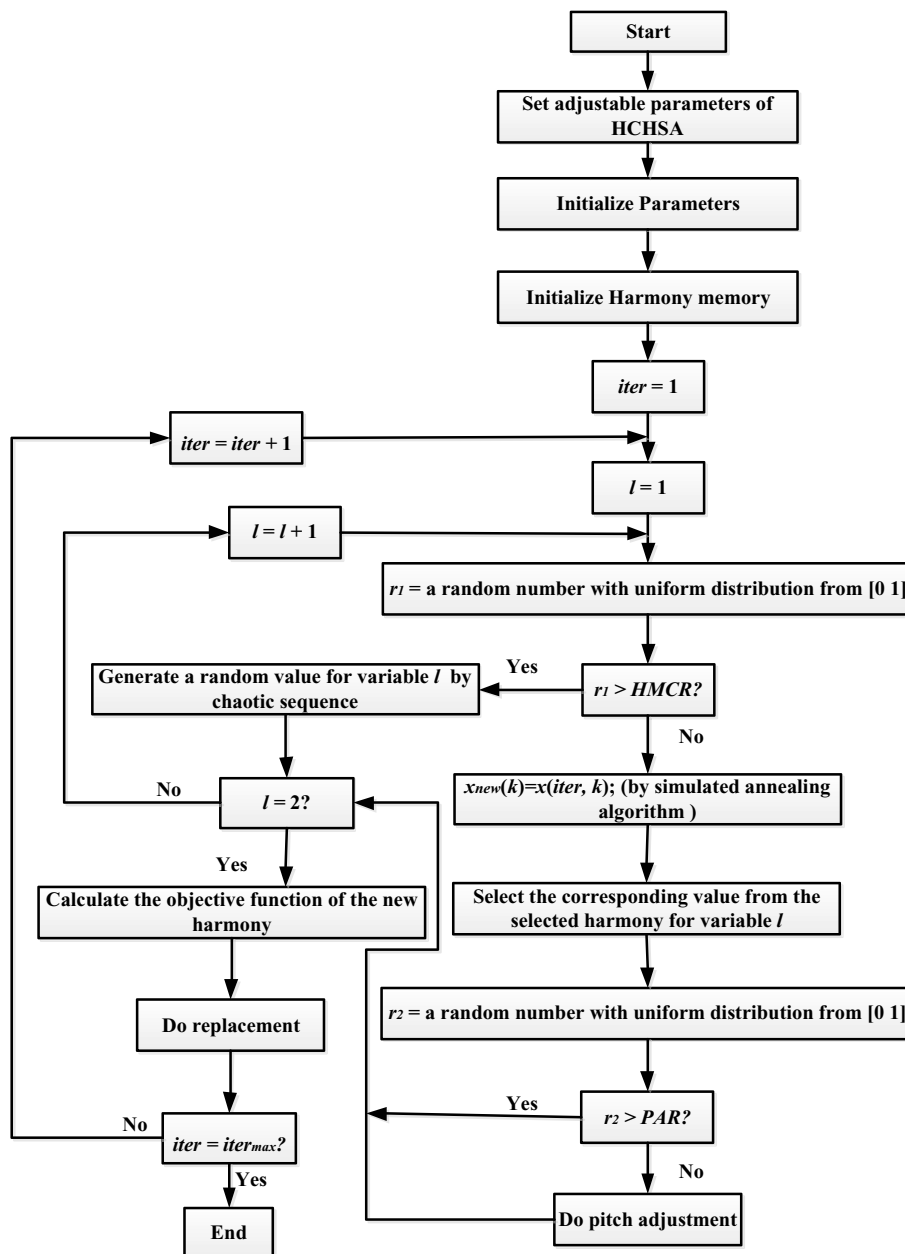 Start
Set adjustable parameters of
HCHSA
Initialize Parameters
Initialize Harmony memory
iter = 1
iter = iter + 1
l = 1
l = l + 1
r1 = a random number with uniform distribution from [0 1]
Yes
Generate a random value for variable l by
chaotic sequence
r1 > HMCR?
No
No
l = 2?
xnew(k)=x(iter, k); (by simulated annealing
algorithm )
Yes
Calculate the objective function of the new
harmony
Select the corresponding value from the
selected harmony for variable l
Do replacement
r2 = a random number with uniform distribution from [0 1]
No
iter = itermax?
Yes
r2 > PAR?
Yes
No
End
Do pitch adjustment